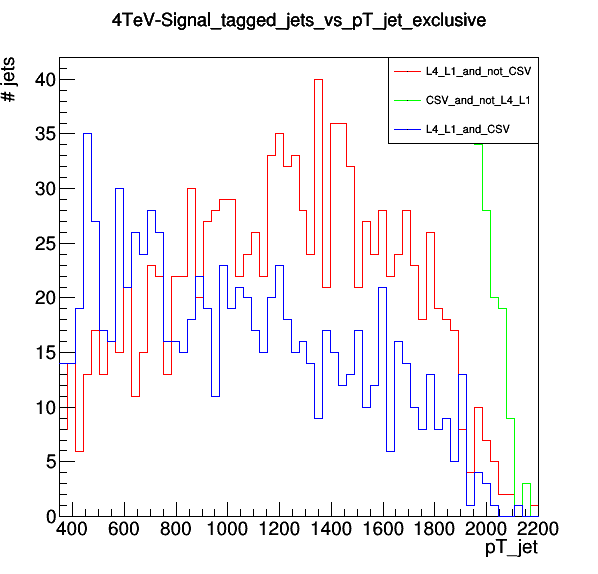 4TeV-Signal_tagged_jets_vs_pT_jet_exclusive
# jets
L4_L1_and_not_CSV
CSV_and_not_L4_L1
L4_L1_and_CSV
40
35
30
25
20
15
10
5
0
400 600 800 1000 1200 1400 1600 1800 2000 2200
pT_jet